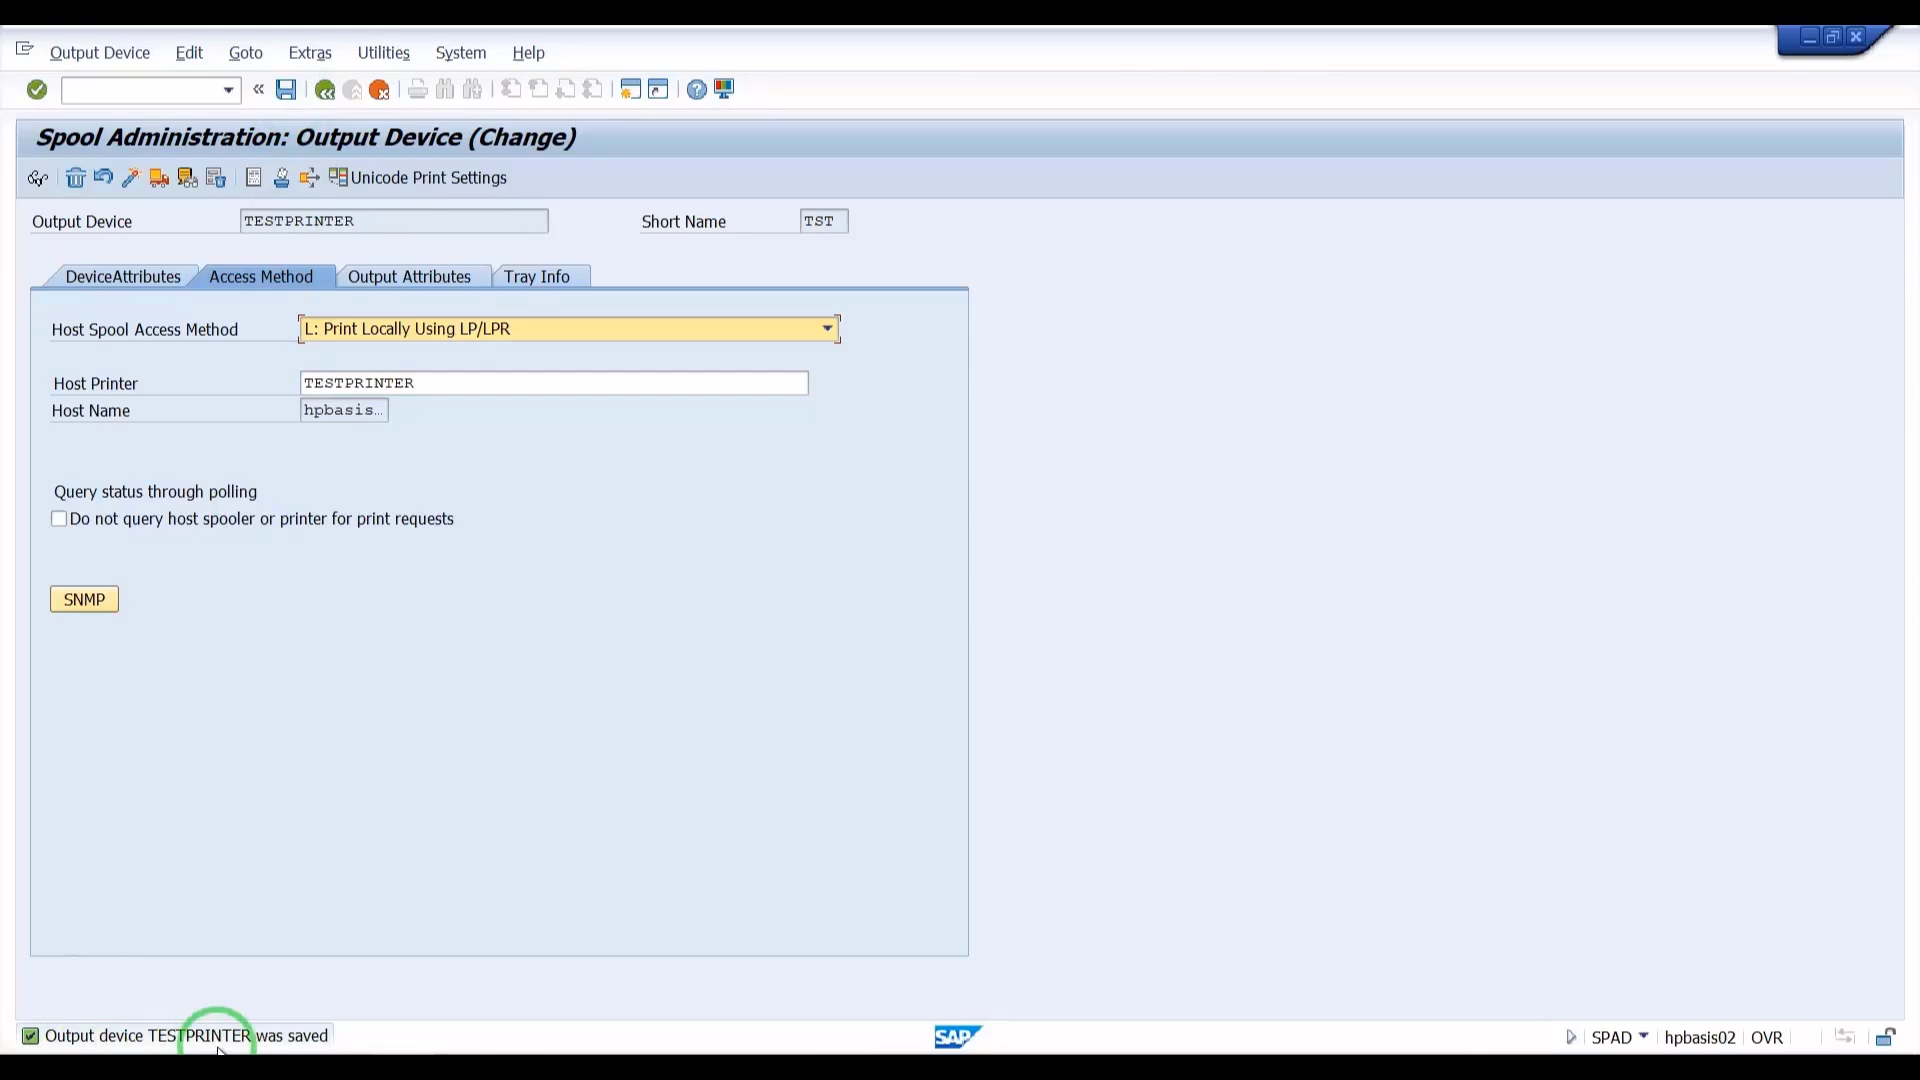 Output Device Edit Goto Extras Utilities System Help
Spool Administration: Output Device (Change)
Unicode Print Settings
Output Device TESTPRINTER Short Name TST
DeviceAttributes Access Method Output Attributes Tray Info
Host Spool Access Method L: Print Locally Using LP/LPR
Host Printer TESTPRINTER
Host Name hpbasis...
Query status through polling
Do not query host spooler or printer for print requests
SNMP
Output device TESTPRINTER was saved SAP SPAD hpbasis02 OVR